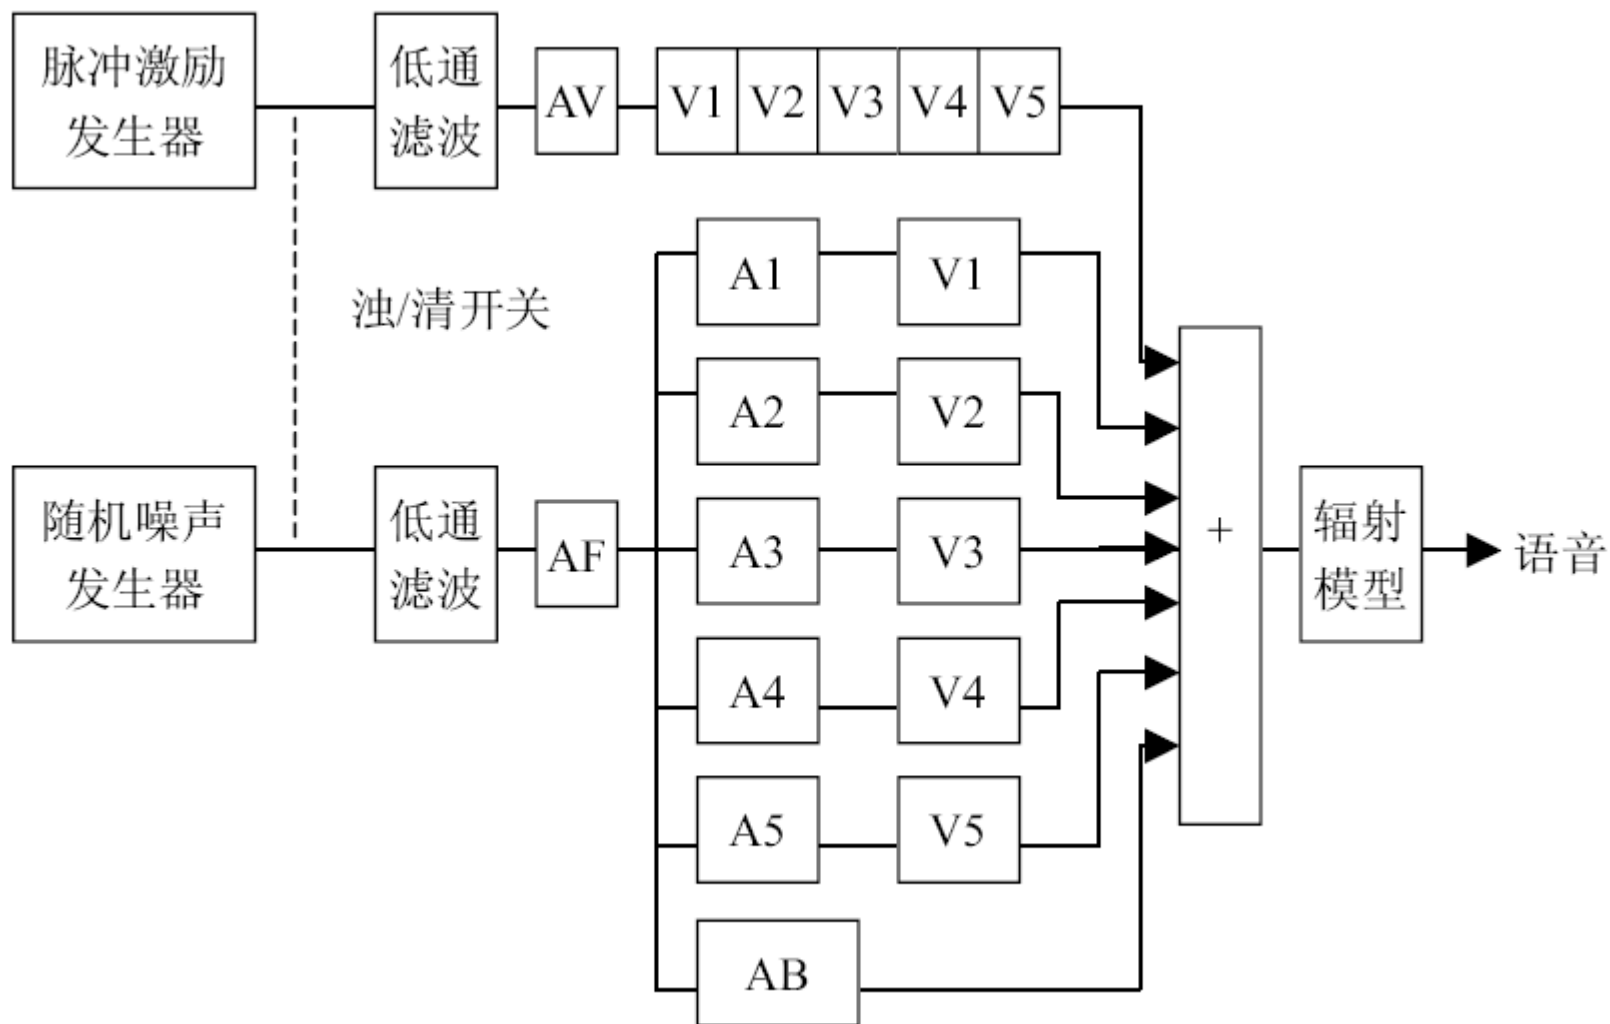 脉冲激励
发生器
低通
滤波
AV
V1
V2
V3
V4
V5
浊/清开关
A1
V1
A2
V2
随机噪声
发生器
低通
滤波
AF
A3
V3
+
辐射
模型
语音
A4
V4
A5
V5
AB